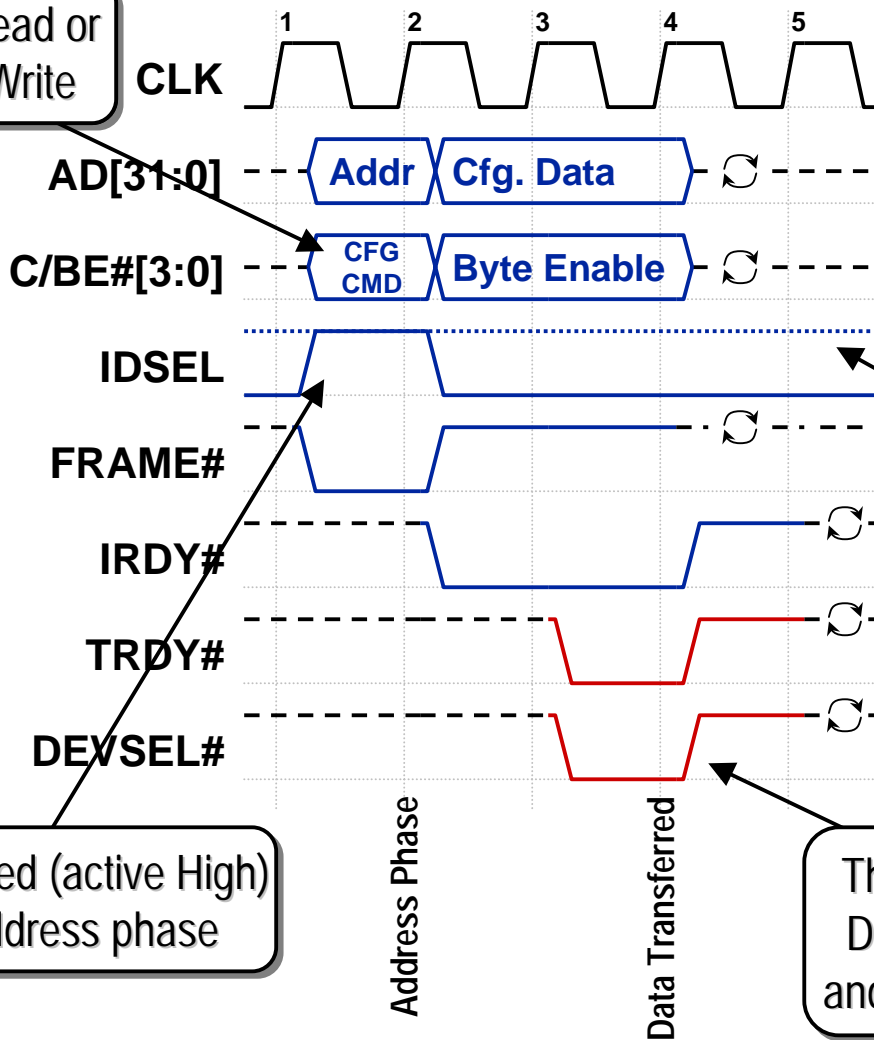 1 2 3 4 5
ead or
Write
CLK
AD[31:0] Addr Cfg. Data
C/BE#[3:0] CFG CMD Byte Enable
IDSEL
FRAME#
IRDY#
TRDY#
DEVSEL#
Address Phase
Data Transferred
ed (active High)
dress phase
Th
D
and